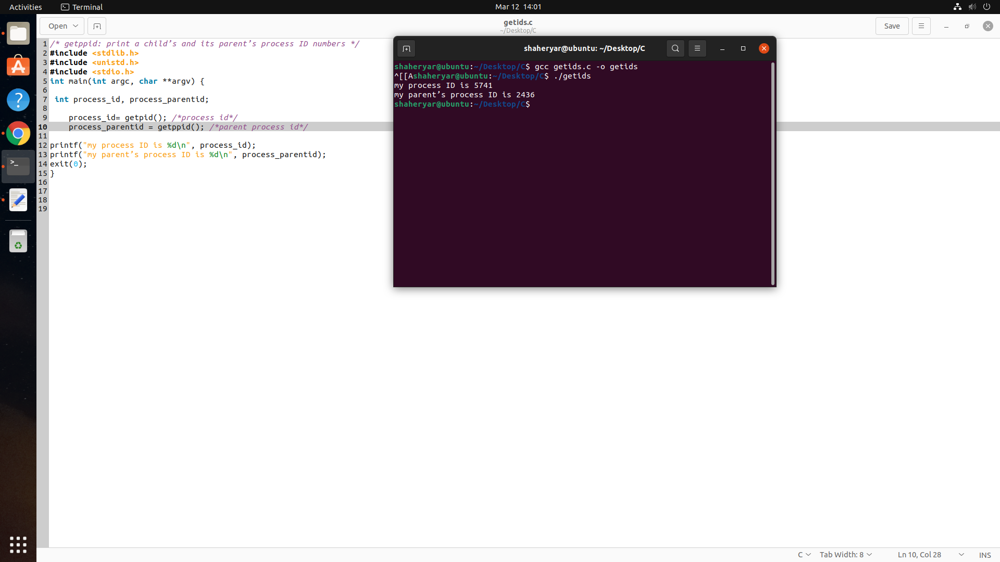 Activities Terminal Mar 12 14:01
Open getids.c Save
~/Desktop/C
1 /* getppid: print a child’s and its parent’s process ID numbers */
2 #include <stdlib.h>
3 #include <unistd.h>
4 #include <stdio.h>
5 int main(int argc, char **argv) {
6
7 int process_id, process_parentid;
8
9 process_id= getpid(); /*process id*/
10 process_parentid = getppid(); /*parent process id*/
11
12 printf("my process ID is %d\n", process_id);
13 printf("my parent’s process ID is %d\n", process_parentid);
14 exit(0);
15 }
16
17
18
19
shaheryar@ubuntu: ~/Desktop/C
shaheryar@ubuntu:~/Desktop/C$ gcc getids.c -o getids
^[[Ashaheryar@ubuntu:~/Desktop/C$ ./getids
my process ID is 5741
my parent’s process ID is 2436
shaheryar@ubuntu:~/Desktop/C$
C Tab Width: 8 Ln 10, Col 28 INS